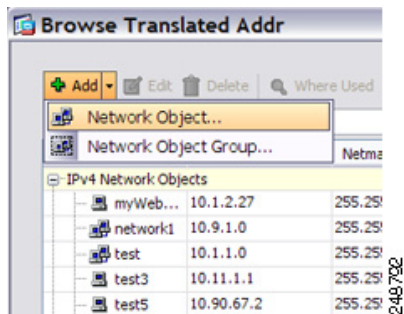 Browse Translated Addr
Add Edit Delete Where Used
Network Object...
Network Object Group...
Netma
IPv4 Network Objects
myWeb... 10.1.2.27 255.25
network1 10.9.1.0 255.25
test 10.1.1.0 255.25
test3 10.11.1.1 255.25
test5 10.90.67.2 255.25
248792